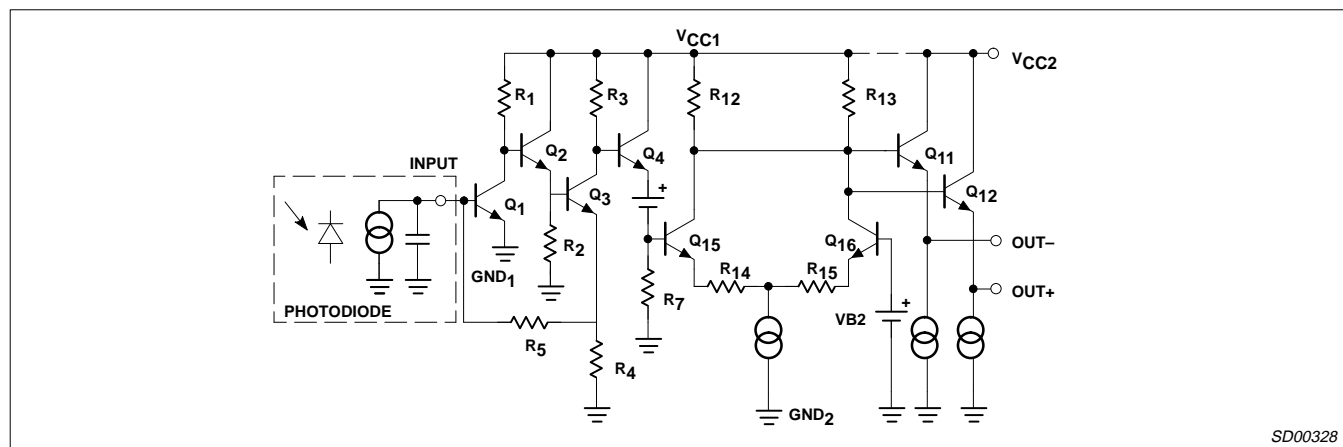 VCC1
VCC2
R1
R3
R12
R13
Q2
Q4
Q11
INPUT
Q1
Q3
Q12
R2
Q15
Q16
OUT–
GND1
R14
R15
PHOTODIODE
R7
VB2
OUT+
R5
R4
GND2
SD00328
+
+